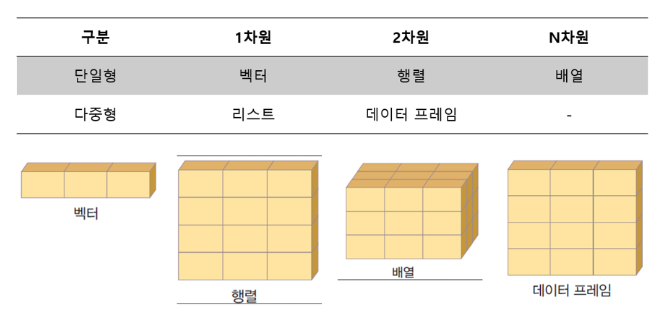 구분 1차원 2차원 N차원
단일형 벡터 행렬 배열
다중형 리스트 데이터 프레임 -
벡터
행렬
배열
데이터 프레임